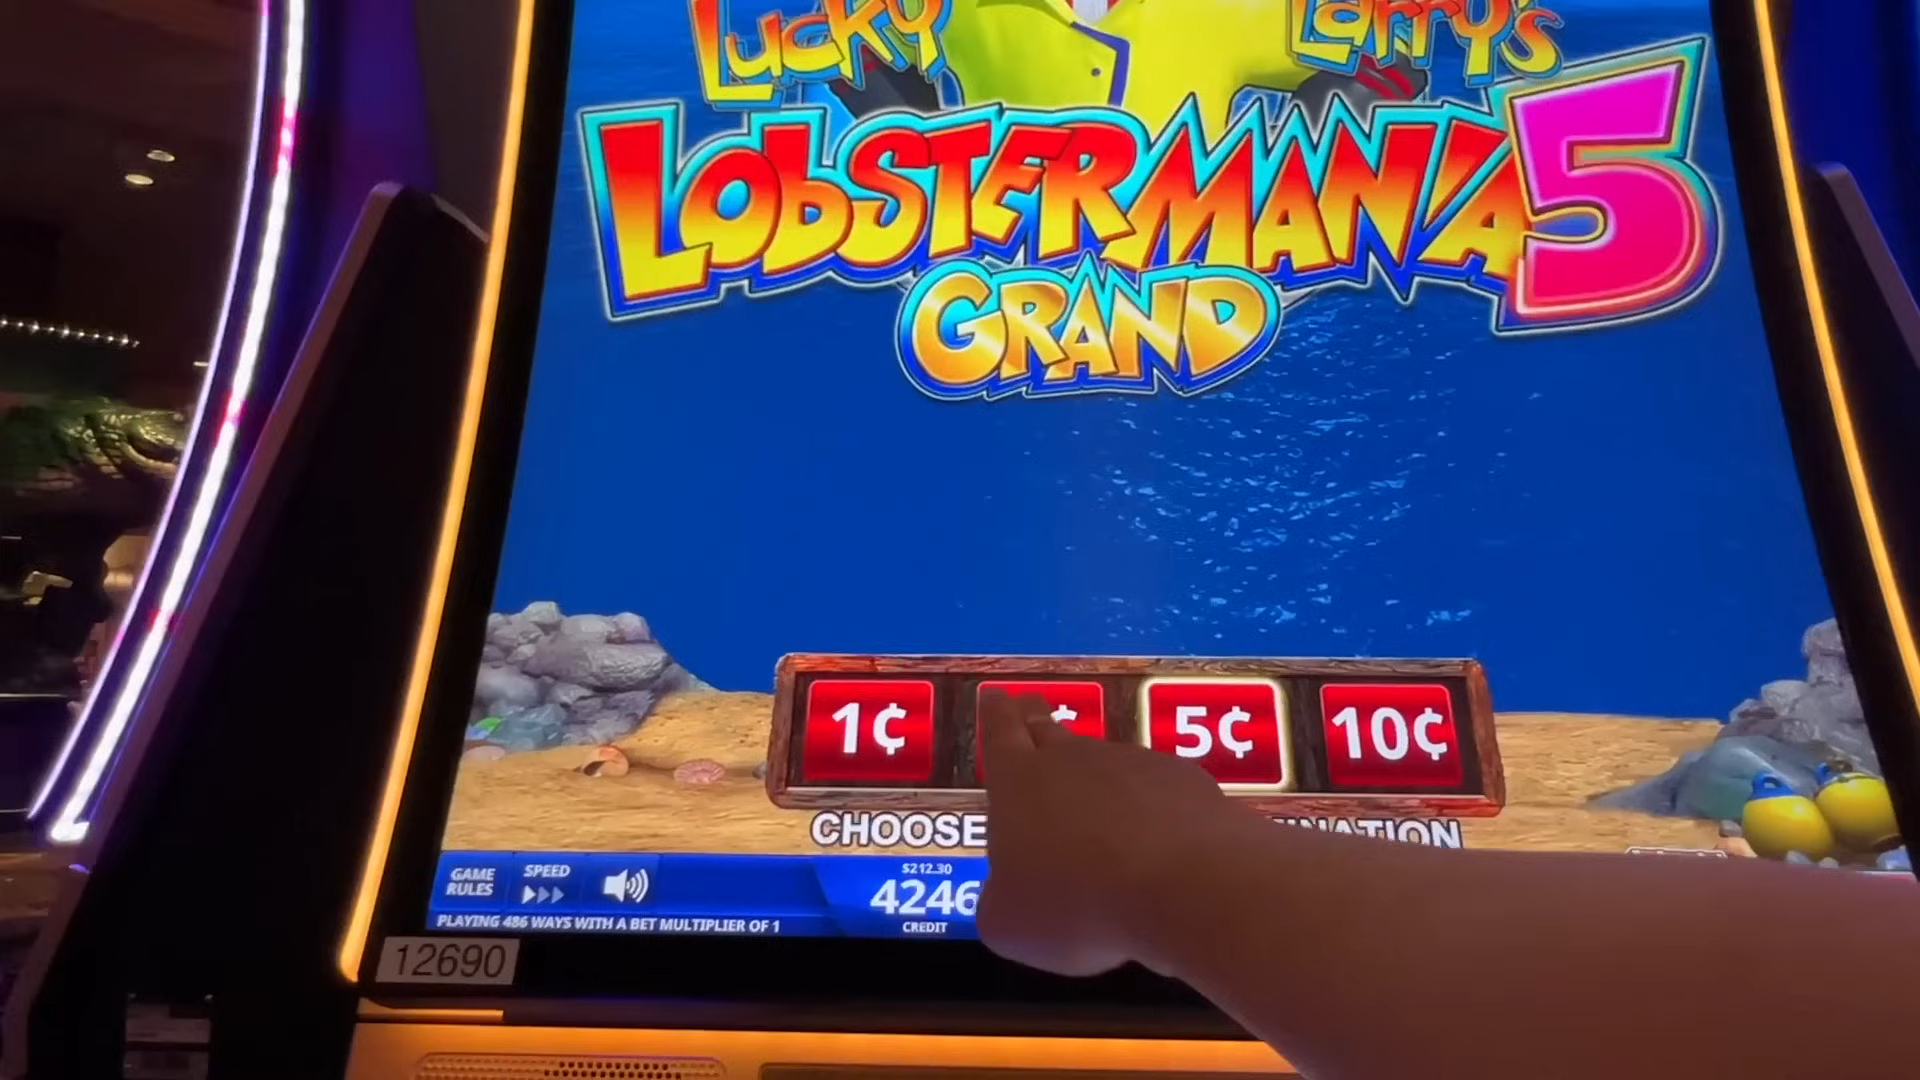 Lucky Larry's
LObSTERMANIA 5
GRAND
1¢ ¢ 5¢ 10¢
CHOOSE
GAME RULES
SPEED
$212.30
4246
CREDIT
PLAYING 486 WAYS WITH A BET MULTIPLIER OF 1
12690